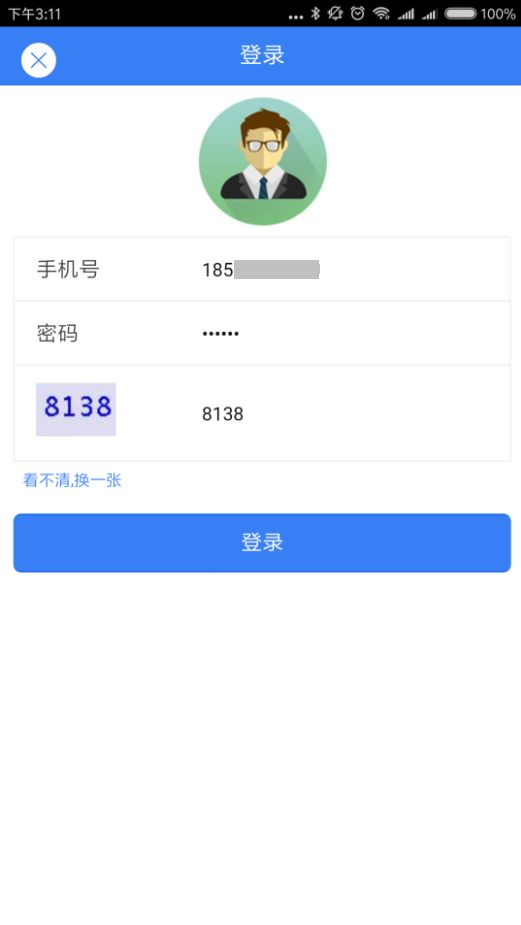 下午3:11 100%
登录
手机号 185
密码 ••••••
8138 8138
看不清,换一张
登录